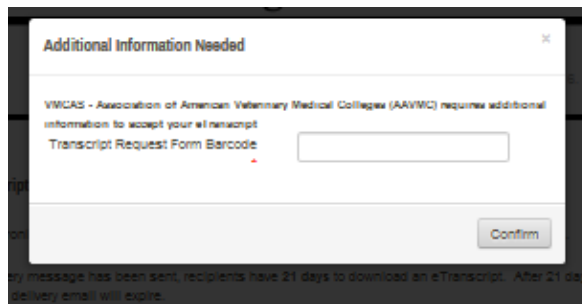 Additional Information Needed
×
VMCAS - Association of American Veterinary Medical Colleges (AAVMC) requires additional
information to accept your eTranscript
Transcript Request Form Barcode
*
Confirm
ry message has been sent, recipients have 21 days to download an eTranscript. After 21 da
delivery email will expire.